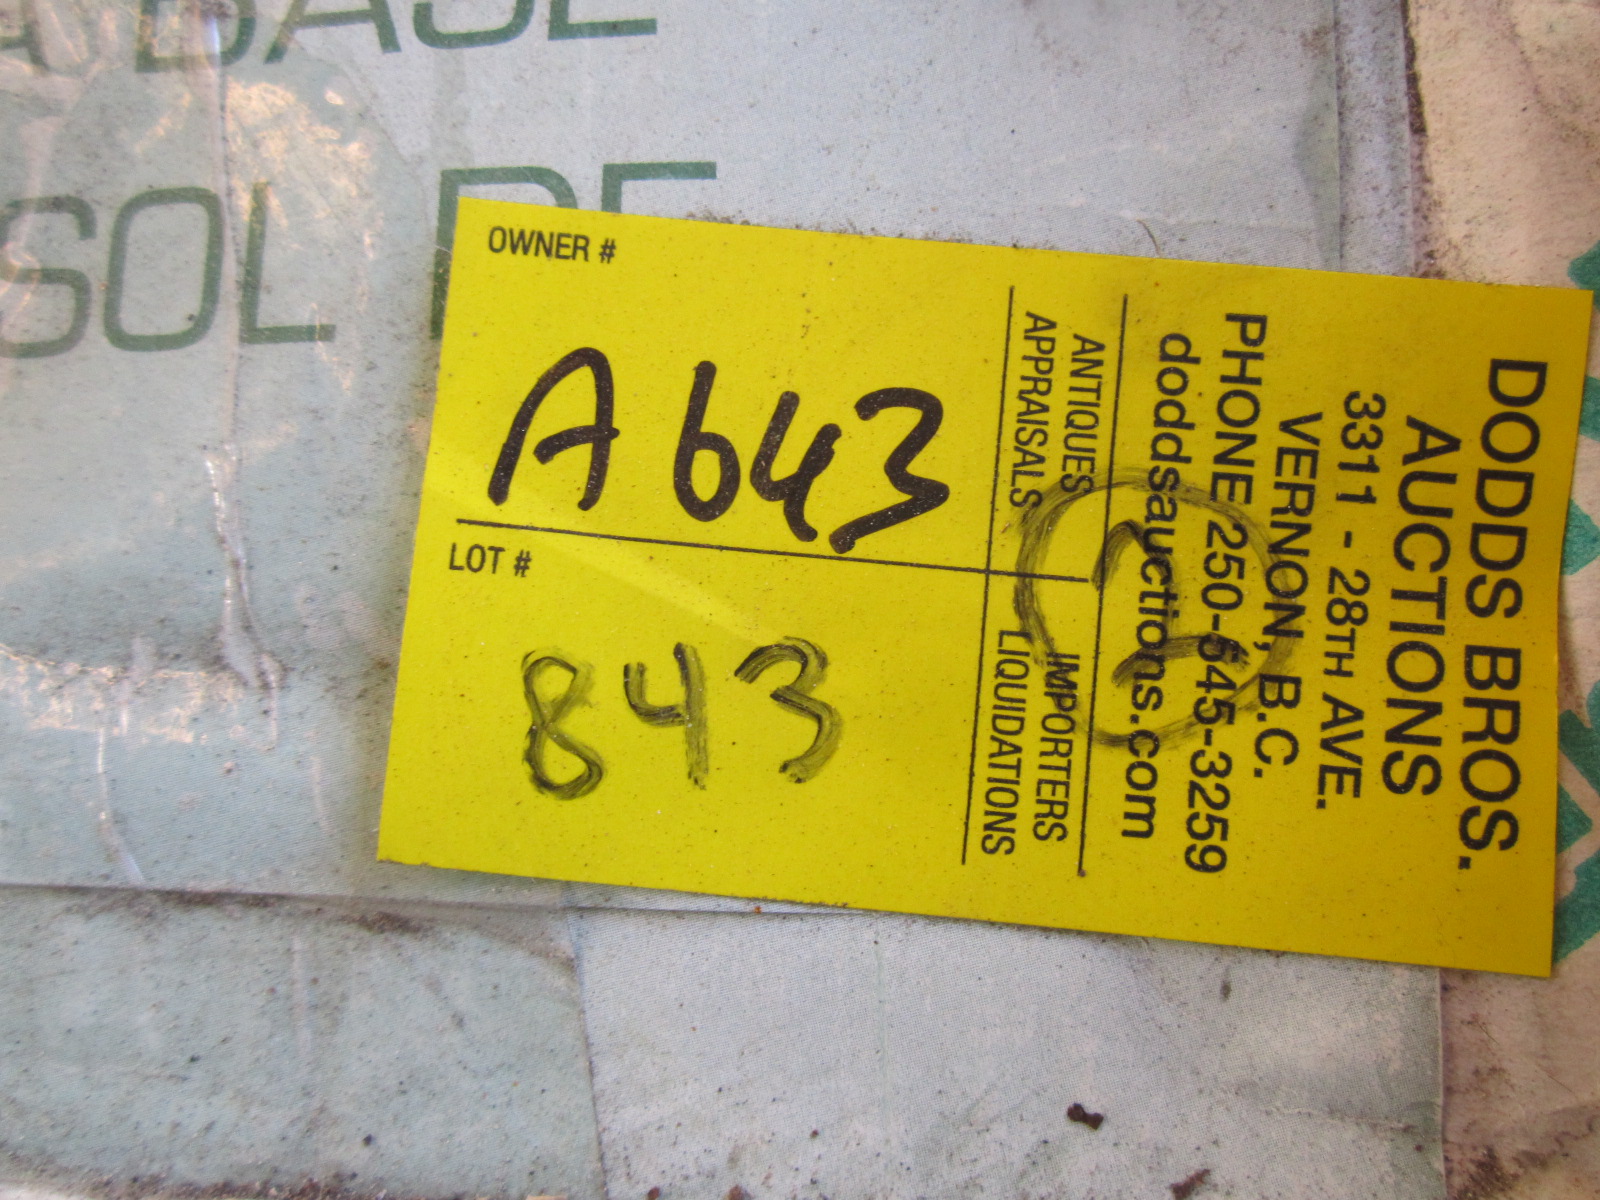 BASE
SOL DE
OWNER #
A643
LOT #
843
ANTIQUES
APPRAISALS
IMPORTERS
LIQUIDATIONS
DODDS BROS.
AUCTIONS
3311 - 28TH AVE.
VERNON, B.C.
PHONE 250-545-3259
doddsauctions.com
2